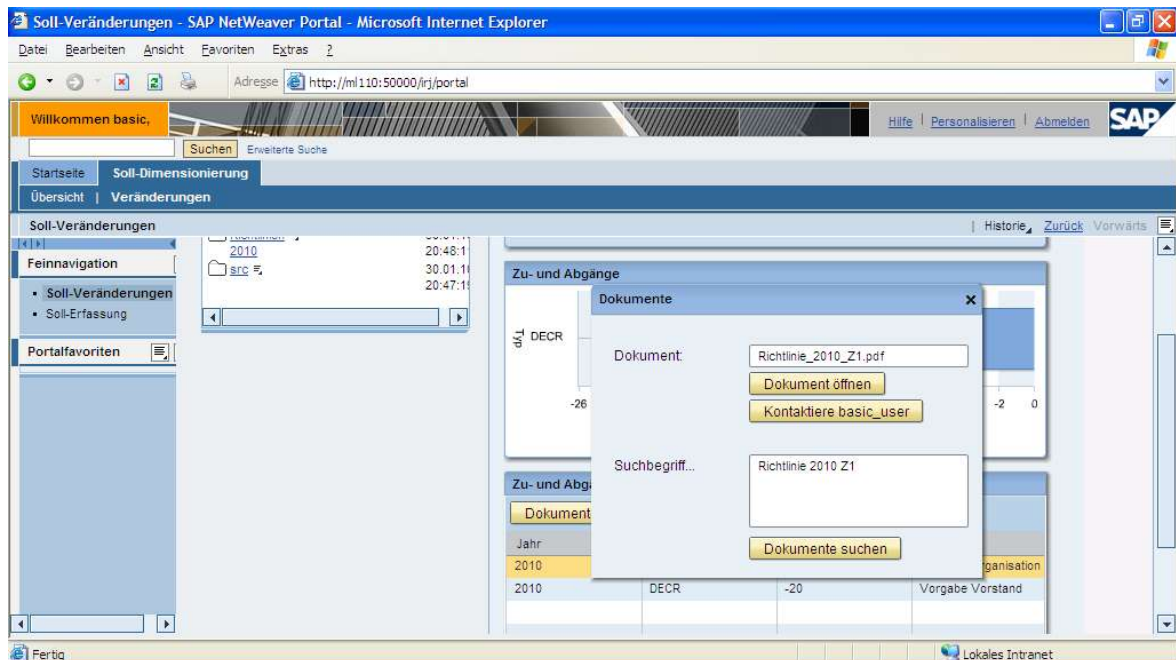 Soll-Veränderungen - SAP NetWeaver Portal - Microsoft Internet Explorer
Datei Bearbeiten Ansicht Favoriten Extras ?
Adresse http://ml110:50000/irj/portal
Willkommen basic,
Hilfe | Personalisieren | Abmelden
SAP
Suchen Erweiterte Suche
Startseite Soll-Dimensionierung
Übersicht | Veränderungen
Soll-Veränderungen
| Historie Zurück Vorwärts
Feinnavigation
• Soll-Veränderungen
• Soll-Erfassung
Portalfavoriten
2010 20:48:1
src 30.01.1
20:47:1
Zu- und Abgänge
Typ
DECR
-26
-2 0
Dokumente x
Dokument: Richtlinie_2010_Z1.pdf
Dokument öffnen
Kontaktiere basic_user
Suchbegriff... Richtlinie 2010 Z1
Dokumente suchen
Zu- und Abg
Dokument
Jahr
2010 rganisation
2010 DECR -20 Vorgabe Vorstand
Fertig
Lokales Intranet